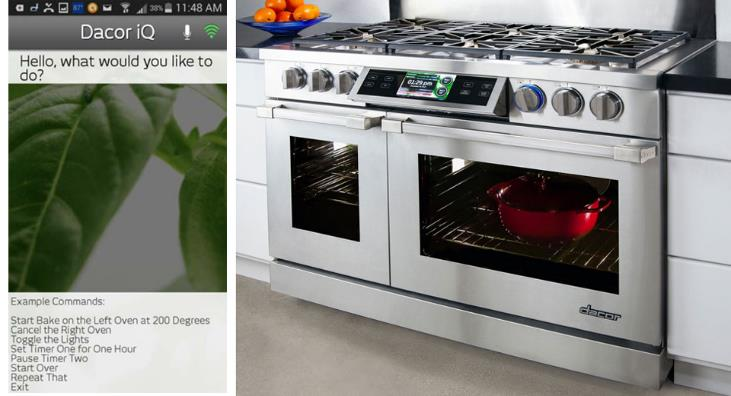 87°
38% 11:48 AM
Dacor iQ
Hello, what would you like to
do?
Example Commands:
Start Bake on the Left Oven at 200 Degrees
Cancel the Right Oven
Toggle the Lights
Set Timer One for One Hour
Pause Timer Two
Start Over
Repeat That
Exit
01:29 pm
dacor